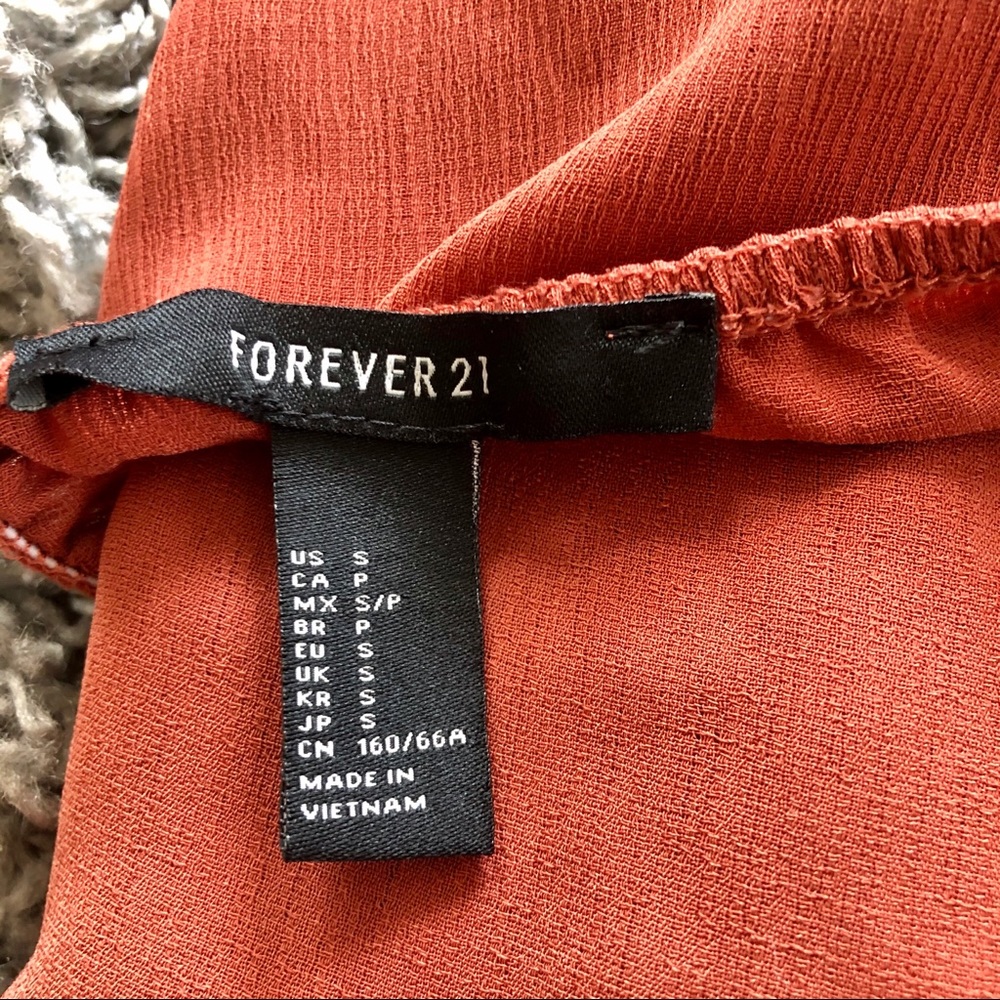 FOREVER 21
US S
CA P
MX S/P
BR P
EU S
UK S
KR S
JP S
CN 160/66A
MADE IN
VIETNAM